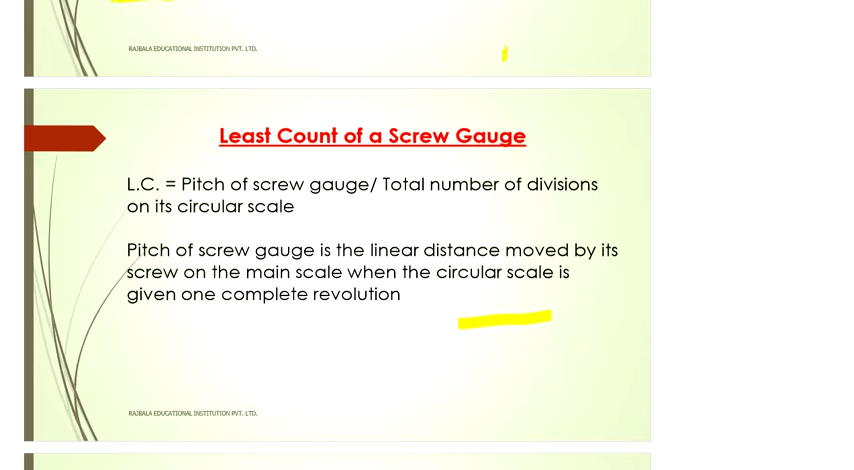 RAJBALA EDUCATIONAL INSTITUTION PVT. LTD.
Least Count of a Screw Gauge
L.C. = Pitch of screw gauge/ Total number of divisions
on its circular scale
Pitch of screw gauge is the linear distance moved by its
screw on the main scale when the circular scale is
given one complete revolution
RAJBALA EDUCATIONAL INSTITUTION PVT. LTD.